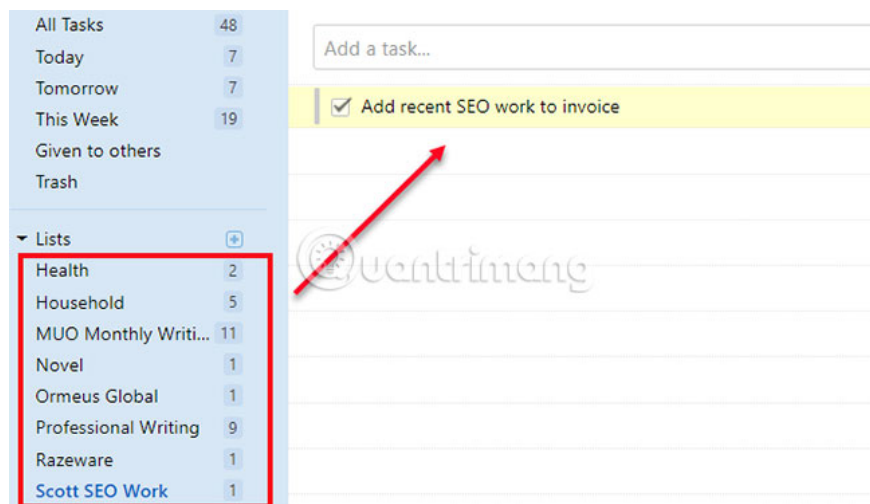 All Tasks 48
Today 7
Tomorrow 7
This Week 19
Given to others
Trash
Lists
Health 2
Household 5
MUO Monthly Writi... 11
Novel 1
Ormeus Global 1
Professional Writing 9
Razeware 1
Scott SEO Work 1
Add a task...
Add recent SEO work to invoice
Quantrimang